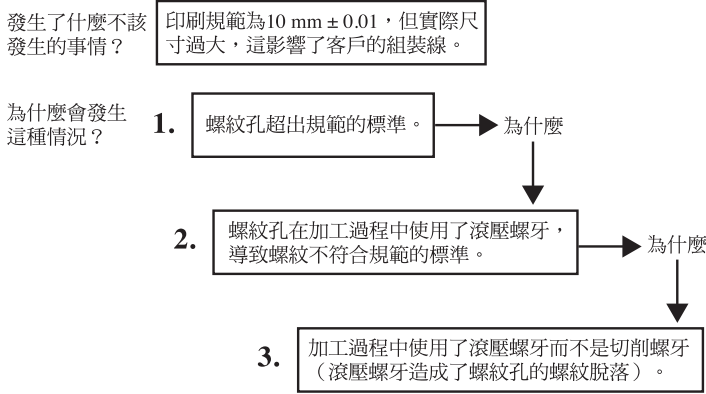 發生了什麼不該
發生的事情？
印刷規範為10 mm ± 0.01，但實際尺
寸過大，這影響了客戶的組裝線。
為什麼會發生
這種情況？
1.
螺紋孔超出規範的標準。
為什麼
2.
螺紋孔在加工過程中使用了滾壓螺牙，
導致螺紋不符合規範的標準。
為什麼
3.
加工過程中使用了滾壓螺牙而不是切削螺牙
（滾壓螺牙造成了螺紋孔的螺紋脫落）。